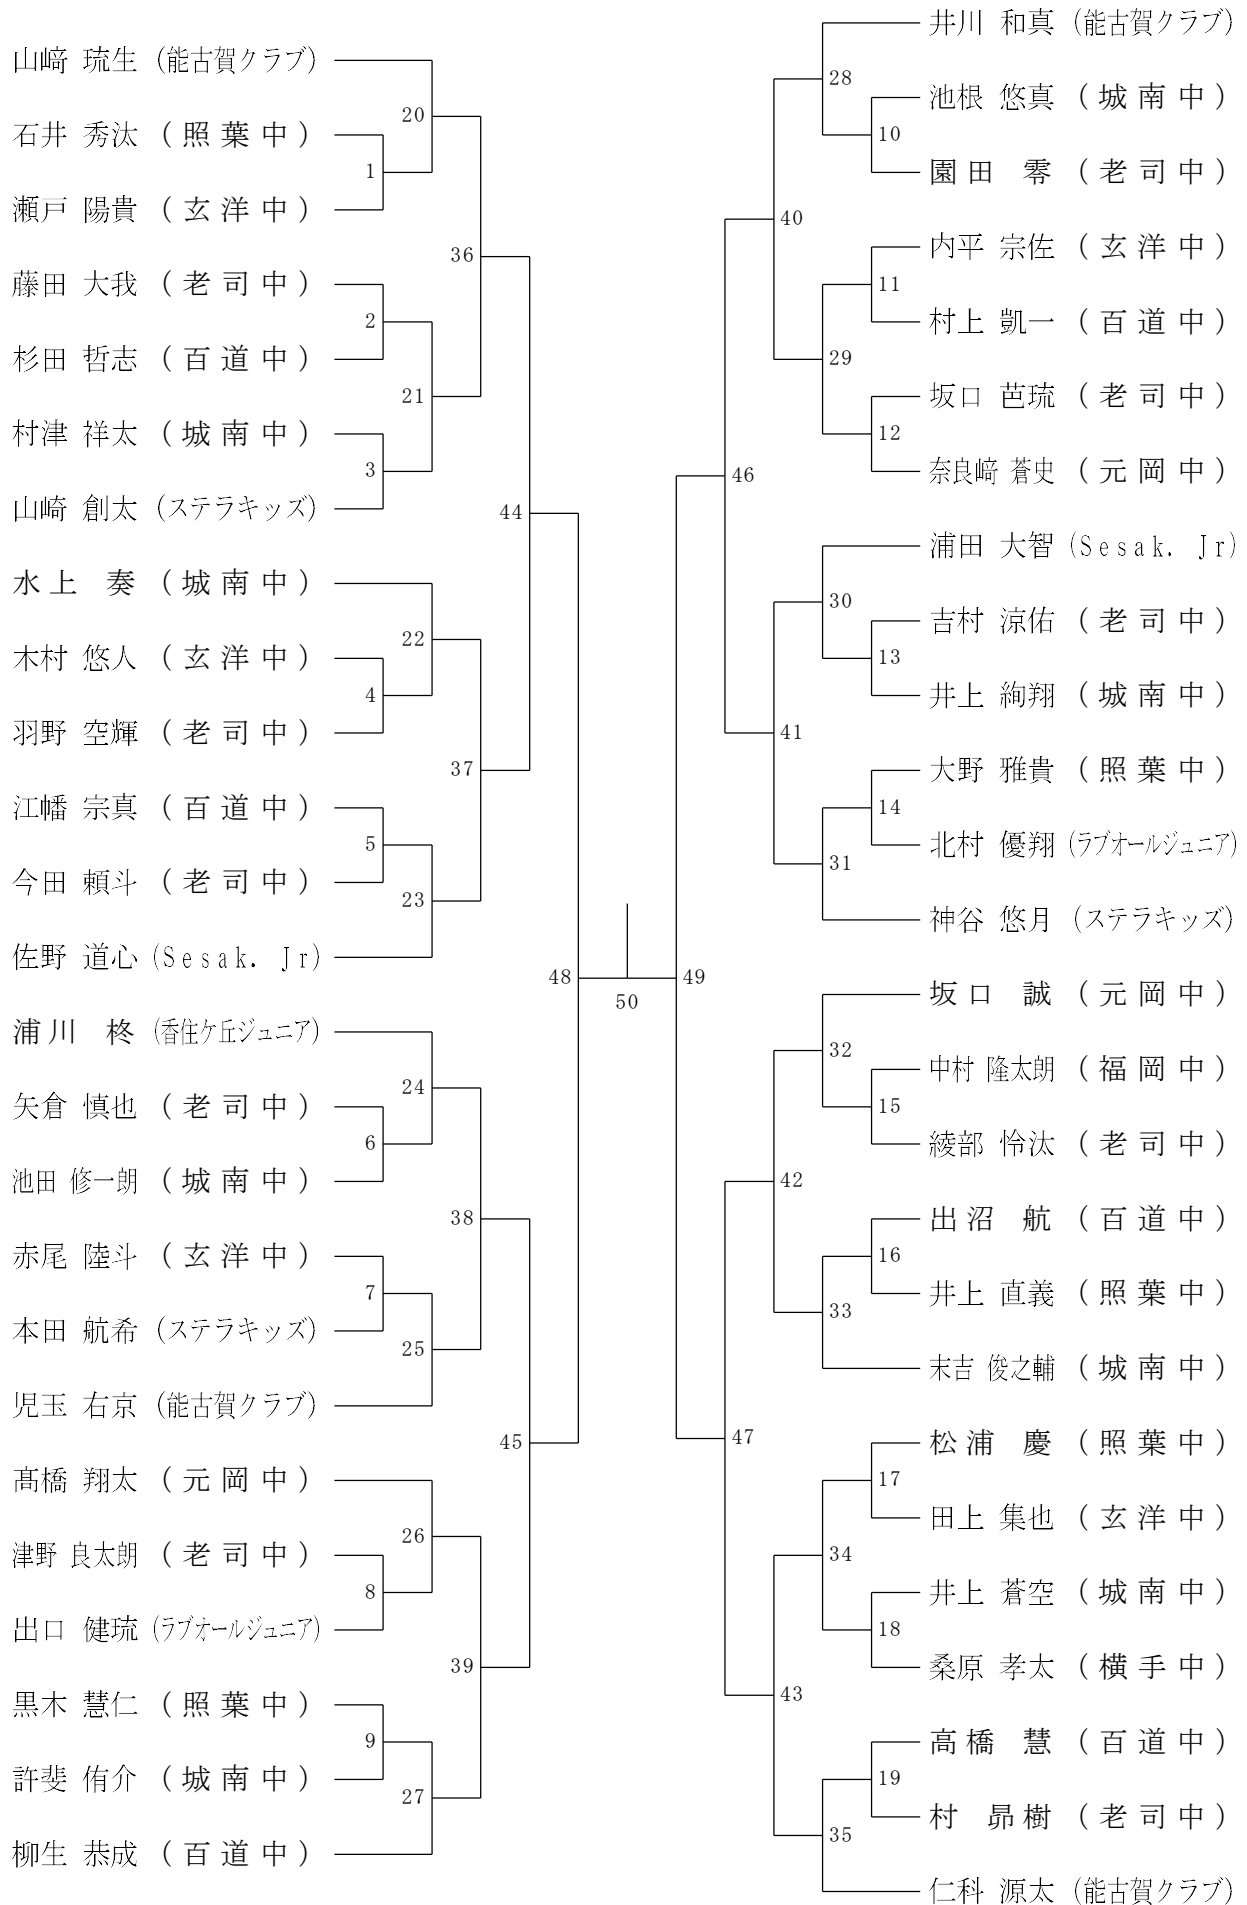 山﨑 琉生 (能古賀クラブ)
石井 秀汰 (照葉中)
瀬戸 陽貴 (玄洋中)
藤田 大我 (老司中)
杉田 哲志 (百道中)
村津 祥太 (城南中)
山崎 創太 (ステラキッズ)
水上 奏 (城南中)
木村 悠人 (玄洋中)
羽野 空輝 (老司中)
江幡 宗真 (百道中)
今田 頼斗 (老司中)
佐野 道心 (Sesak. Jr)
浦川 柊 (香住ケ丘ジュニア)
矢倉 慎也 (老司中)
池田 修一朗 (城南中)
赤尾 陸斗 (玄洋中)
本田 航希 (ステラキッズ)
児玉 右京 (能古賀クラブ)
髙橋 翔太 (元岡中)
津野 良太朗 (老司中)
出口 健琉 (ラブオールジュニア)
黒木 慧仁 (照葉中)
許斐 侑介 (城南中)
柳生 恭成 (百道中)
1
2
3
4
5
6
7
8
9
20
21
22
23
24
25
26
27
36
37
38
39
44
45
48
50
49
46
47
40
41
42
43
28
29
30
31
32
33
34
35
10
11
12
13
14
15
16
17
18
19
井川 和真 (能古賀クラブ)
池根 悠真 (城南中)
園田 零 (老司中)
内平 宗佐 (玄洋中)
村上 凱一 (百道中)
坂口 芭琉 (老司中)
奈良﨑 蒼史 (元岡中)
浦田 大智 (Sesak. Jr)
吉村 涼佑 (老司中)
井上 絢翔 (城南中)
大野 雅貴 (照葉中)
北村 優翔 (ラブオールジュニア)
神谷 悠月 (ステラキッズ)
坂口 誠 (元岡中)
中村 隆太朗 (福岡中)
綾部 怜汰 (老司中)
出沼 航 (百道中)
井上 直義 (照葉中)
末吉 俊之輔 (城南中)
松浦 慶 (照葉中)
田上 集也 (玄洋中)
井上 蒼空 (城南中)
桑原 孝太 (横手中)
高橋 慧 (百道中)
村 昴樹 (老司中)
仁科 源太 (能古賀クラブ)